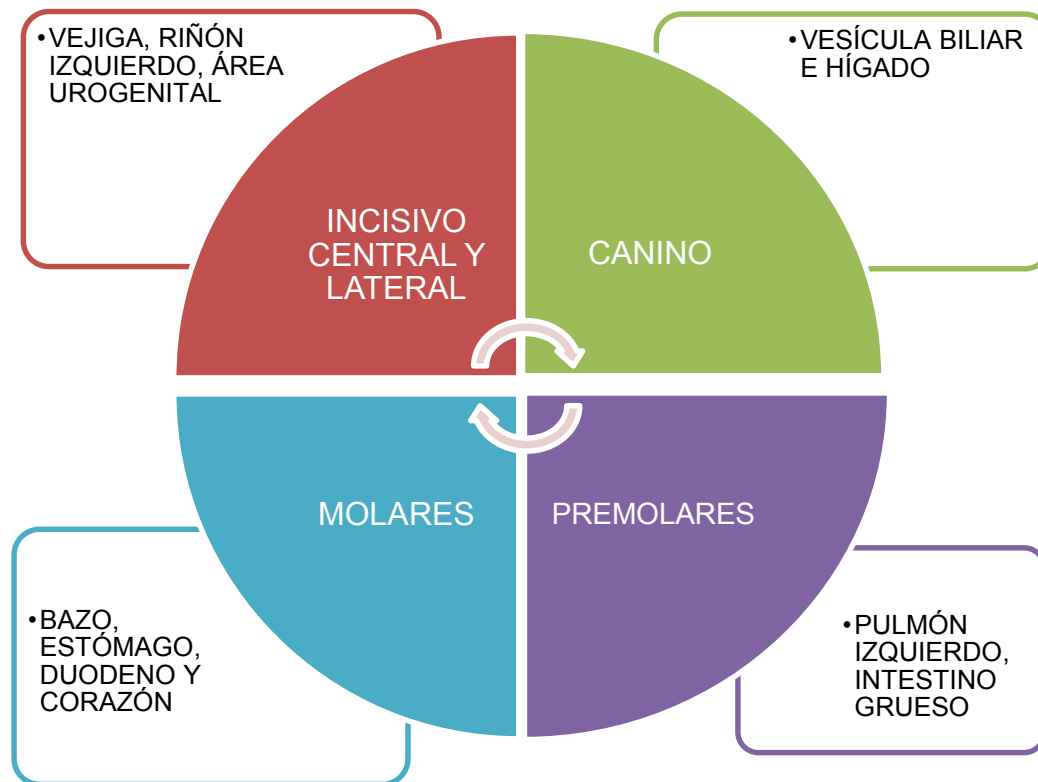 •VEJIGA, RIÑÓN
IZQUIERDO, ÁREA
UROGENITAL
•VESÍCULA BILIAR
E HÍGADO
INCISIVO
CENTRAL Y
LATERAL
CANINO
MOLARES
PREMOLARES
•BAZO,
ESTÓMAGO,
DUODENO Y
CORAZÓN
•PULMÓN
IZQUIERDO,
INTESTINO
GRUESO